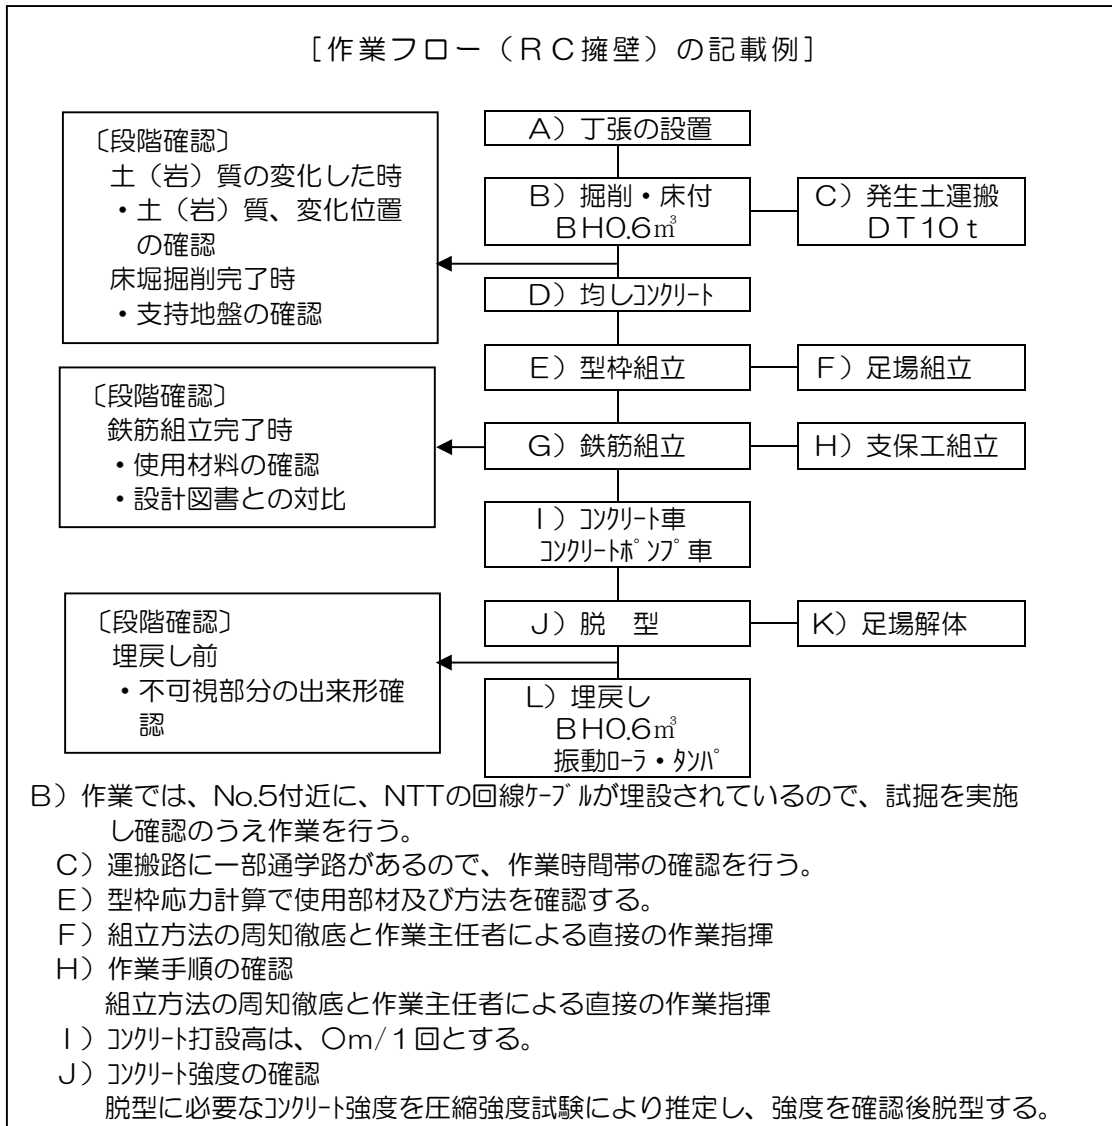 [作業フロー（ＲＣ擁壁）の記載例]
〔段階確認〕
土（岩）質の変化した時
・土（岩）質、変化位置
の確認
床堀掘削完了時
・支持地盤の確認
Ａ）丁張の設置
Ｂ）掘削・床付
ＢＨ0.6㎥
Ｃ）発生土運搬
ＤＴ10ｔ
Ｄ）均しｺﾝｸﾘｰﾄ
Ｅ）型枠組立
Ｆ）足場組立
〔段階確認〕
鉄筋組立完了時
・使用材料の確認
・設計図書との対比
Ｇ）鉄筋組立
Ｈ）支保工組立
Ｉ）ｺﾝｸﾘｰﾄ車
ｺﾝｸﾘｰﾄﾎﾟﾝﾌﾟ車
〔段階確認〕
埋戻し前
・不可視部分の出来形確
認
Ｊ）脱　型
Ｋ）足場解体
Ｌ）埋戻し
ＢＨ0.6㎥
振動ﾛｰﾗ・ﾀﾝﾊﾟ
Ｂ）作業では、No.5付近に、NTTの回線ｹｰﾌﾞﾙが埋設されているので、試掘を実施
し確認のうえ作業を行う。
Ｃ）運搬路に一部通学路があるので、作業時間帯の確認を行う。
Ｅ）型枠応力計算で使用部材及び方法を確認する。
Ｆ）組立方法の周知徹底と作業主任者による直接の作業指揮
Ｈ）作業手順の確認
組立方法の周知徹底と作業主任者による直接の作業指揮
Ｉ）ｺﾝｸﾘｰﾄ打設高は、〇ｍ/１回とする。
Ｊ）ｺﾝｸﾘｰﾄ強度の確認
脱型に必要なｺﾝｸﾘｰﾄ強度を圧縮強度試験により推定し、強度を確認後脱型する。